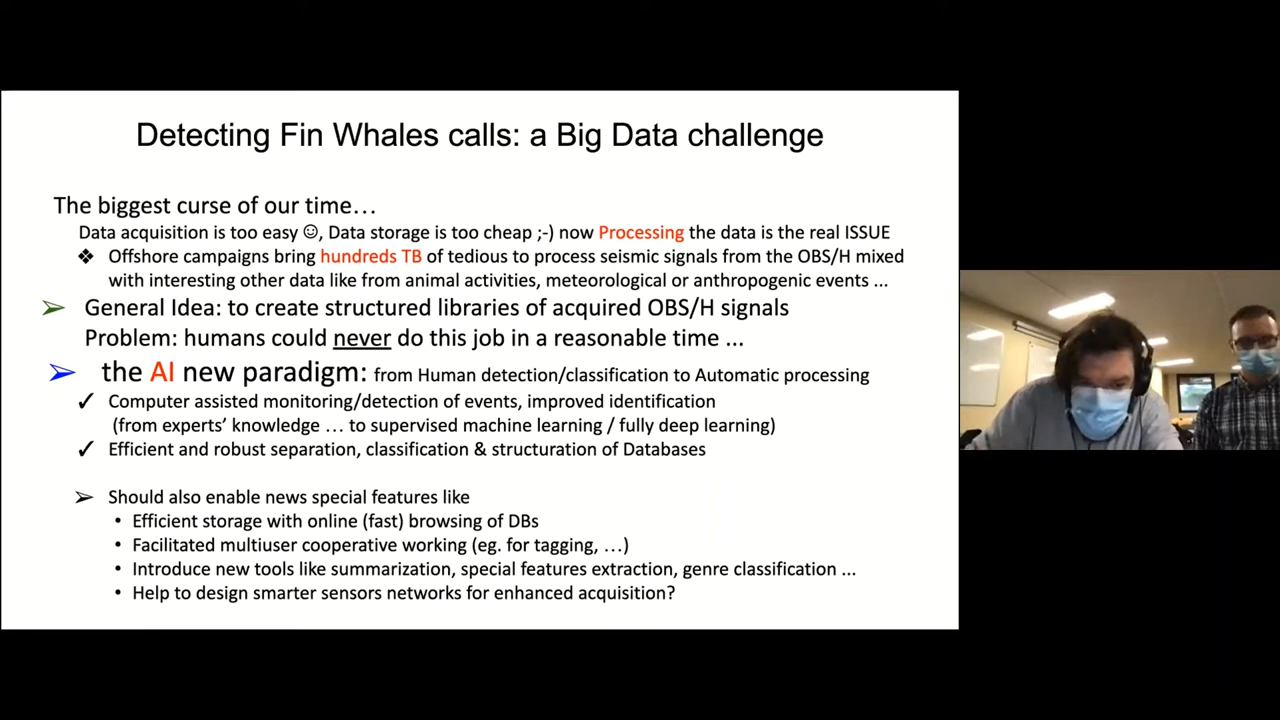 Detecting Fin Whales calls: a Big Data challenge
The biggest curse of our time…
Data acquisition is too easy ☺, Data storage is too cheap ;-) now Processing the data is the real ISSUE
❖ Offshore campaigns bring hundreds TB of tedious to process seismic signals from the OBS/H mixed
with interesting other data like from animal activities, meteorological or anthropogenic events ...
➢ General Idea: to create structured libraries of acquired OBS/H signals
Problem: humans could never do this job in a reasonable time ...
➢ the AI new paradigm: from Human detection/classification to Automatic processing
✓ Computer assisted monitoring/detection of events, improved identification
(from experts’ knowledge … to supervised machine learning / fully deep learning)
✓ Efficient and robust separation, classification & structuration of Databases
➢ Should also enable news special features like
• Efficient storage with online (fast) browsing of DBs
• Facilitated multiuser cooperative working (eg. for tagging, …)
• Introduce new tools like summarization, special features extraction, genre classification ...
• Help to design smarter sensors networks for enhanced acquisition?